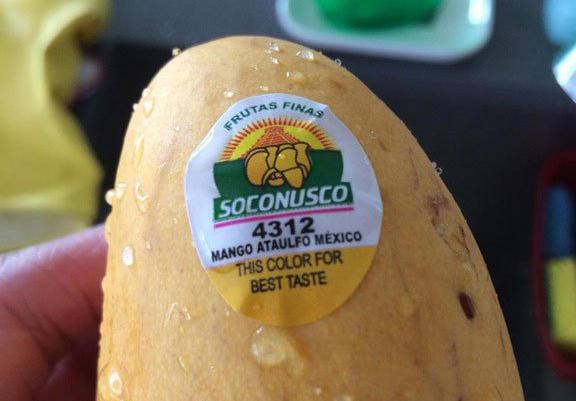 FRUTAS FINAS
SOCONUSCO
4312
MANGO ATAULFO MÉXICO
THIS COLOR FOR
BEST TASTE